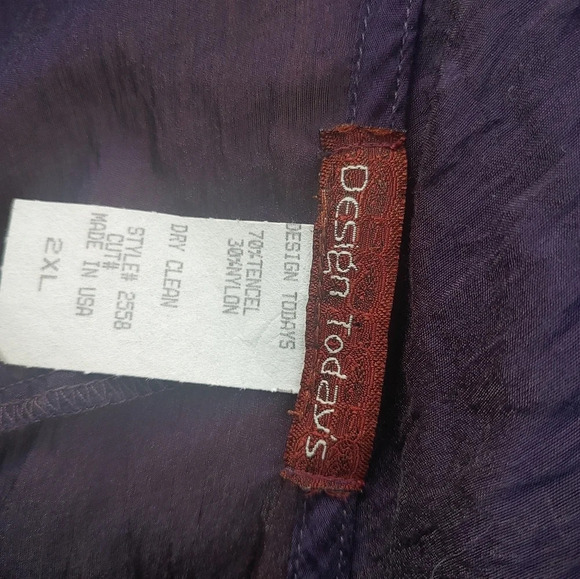 Design Today's
DESIGN TODAYS
70%TENCEL
30%NYLON
DRY CLEAN
STYLE# 2558
CUT#
MADE IN USA
2XL